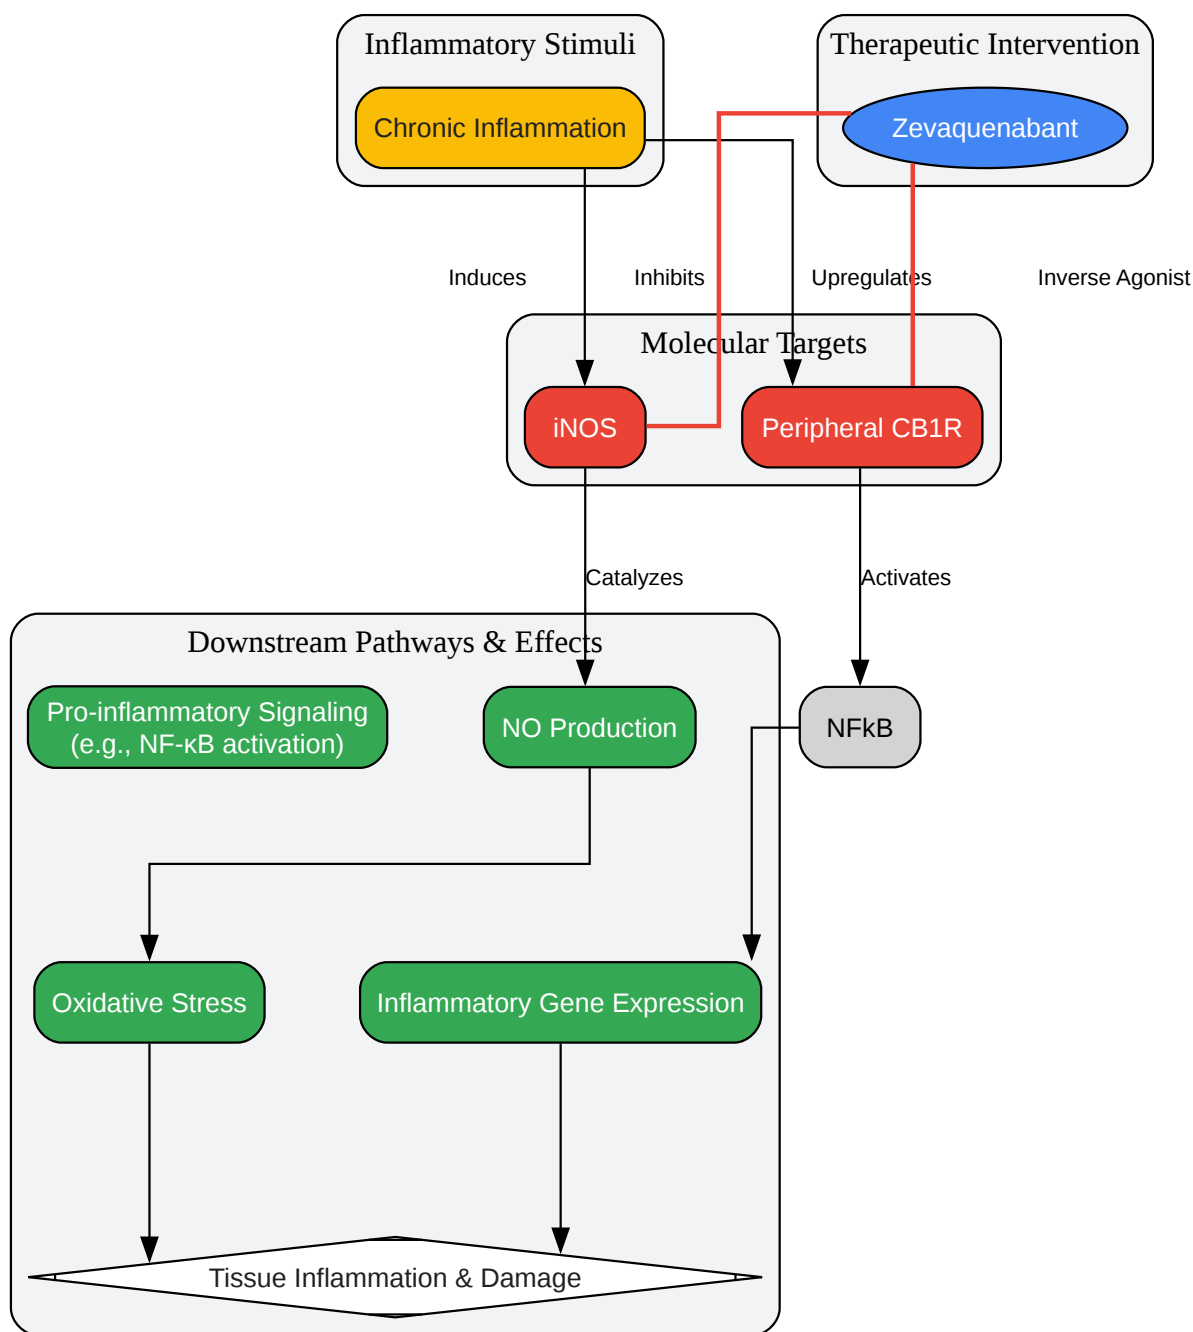 Inflammatory Stimuli
Therapeutic Intervention
Chronic Inflammation
Zevaquenabant
Induces
Inhibits
Upregulates
Inverse Agonist
Molecular Targets
iNOS
Peripheral CB1R
Catalyzes
Activates
Downstream Pathways & Effects
Pro-inflammatory Signaling
(e.g., NF-κB activation)
NO Production
NFkB
Oxidative Stress
Inflammatory Gene Expression
Tissue Inflammation & Damage